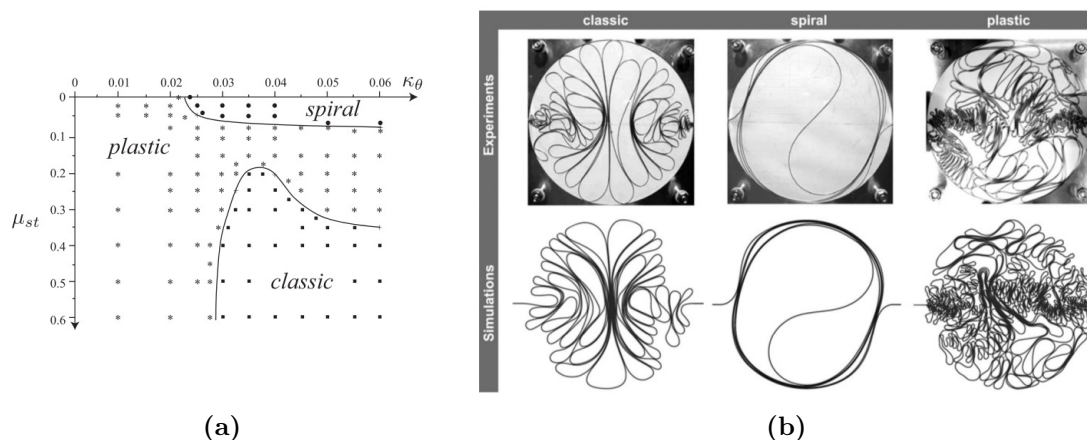 0 0.01 0.02 0.03 0.04 0.05 0.06 κθ
0
0.1
0.2
0.3
0.4
0.5
0.6
μst
spiral
plastic
classic
(a)
classic spiral plastic
Experiments
Simulations
(b)